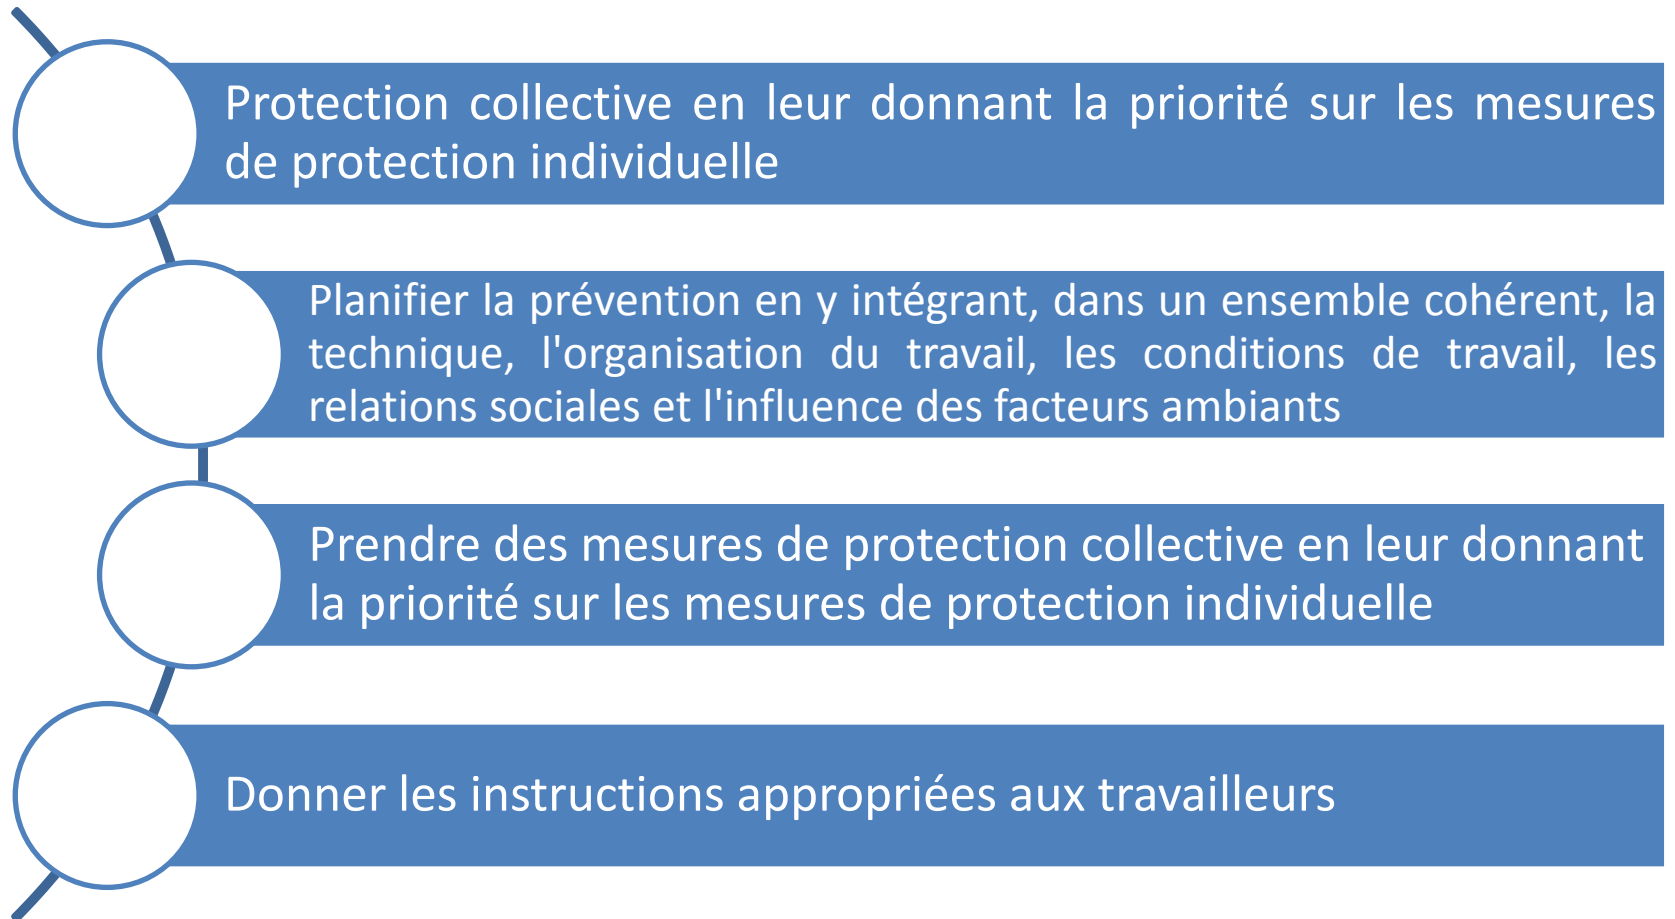 Protection collective en leur donnant la priorité sur les mesures
de protection individuelle
Planifier la prévention en y intégrant, dans un ensemble cohérent, la
technique, l'organisation du travail, les conditions de travail, les
relations sociales et l'influence des facteurs ambiants
Prendre des mesures de protection collective en leur donnant
la priorité sur les mesures de protection individuelle
Donner les instructions appropriées aux travailleurs